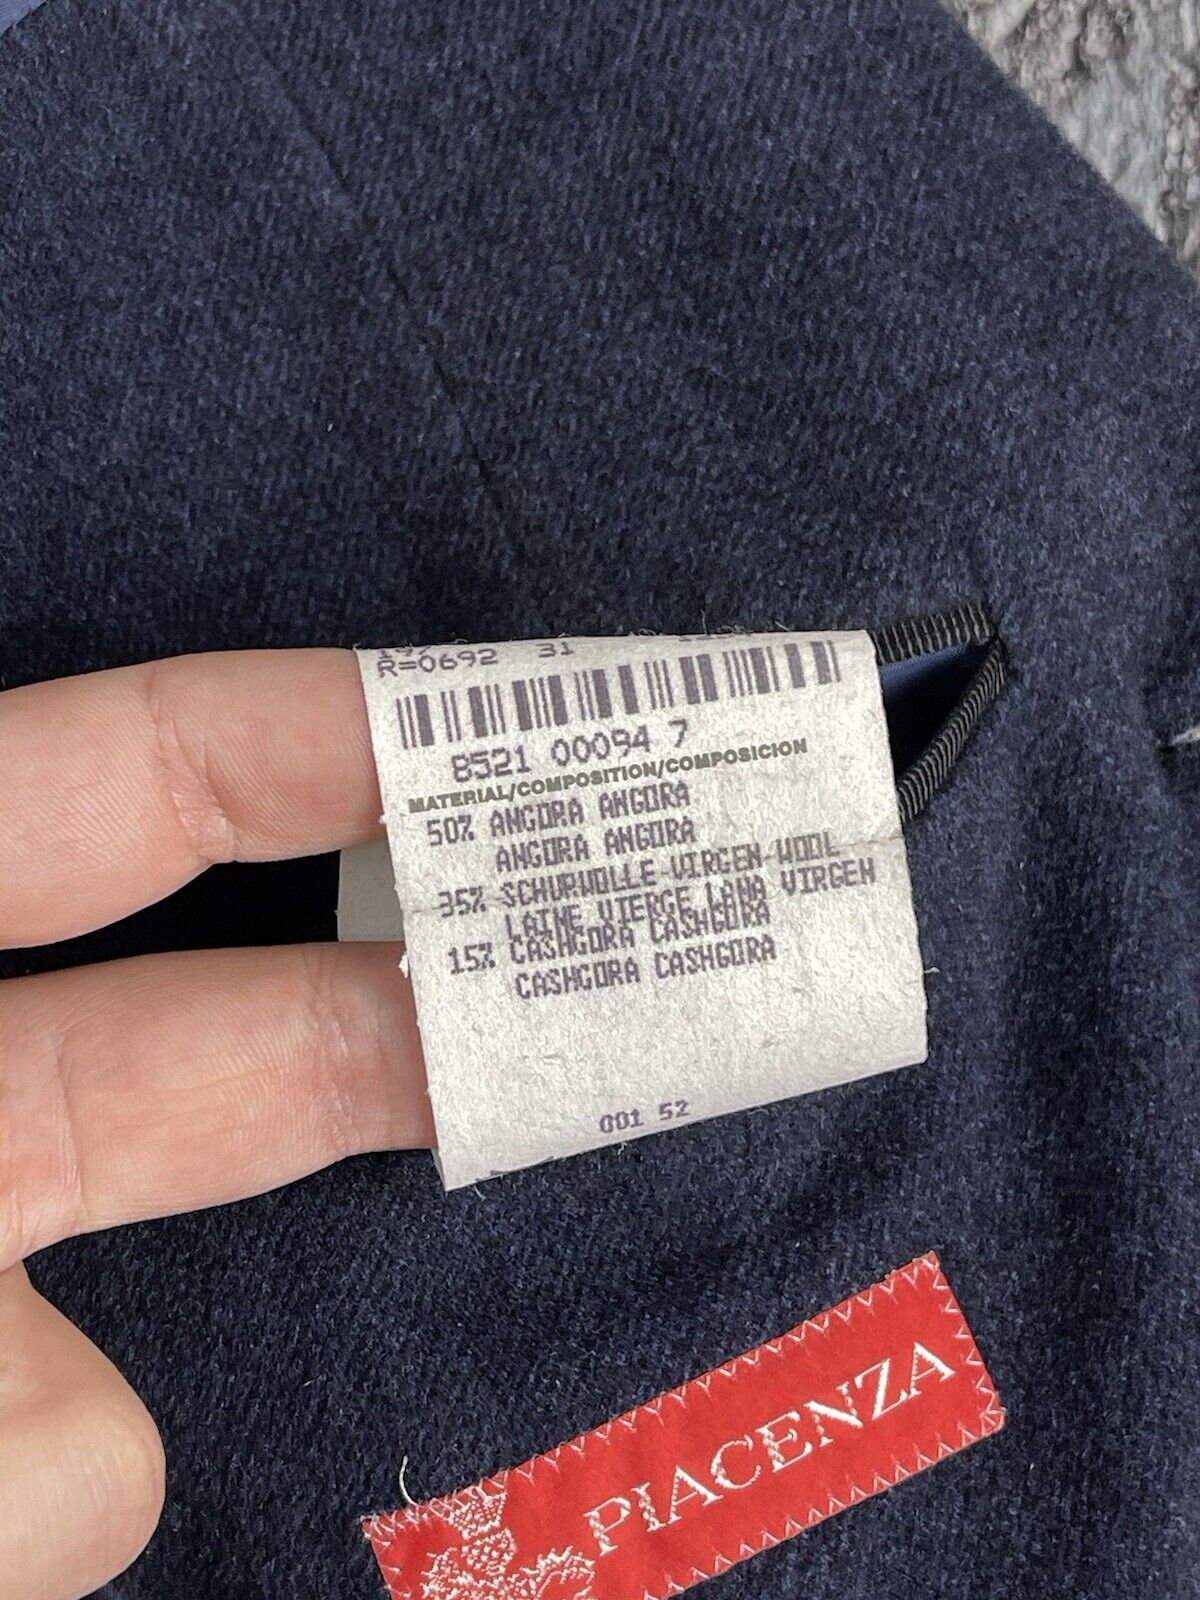 R=0692 31
8521 00094 7
MATERIAL/COMPOSITION/COMPOSICION
50% ANGORA ANGORA
ANGORA ANGORA
35% SCHURWOLLE-VIRGEN-WOOL
LAINE VIERGE LANA VIRGEN
15% CASHGORA CASHGORA
CASHGORA CASHGORA
001 52
PIACENZA